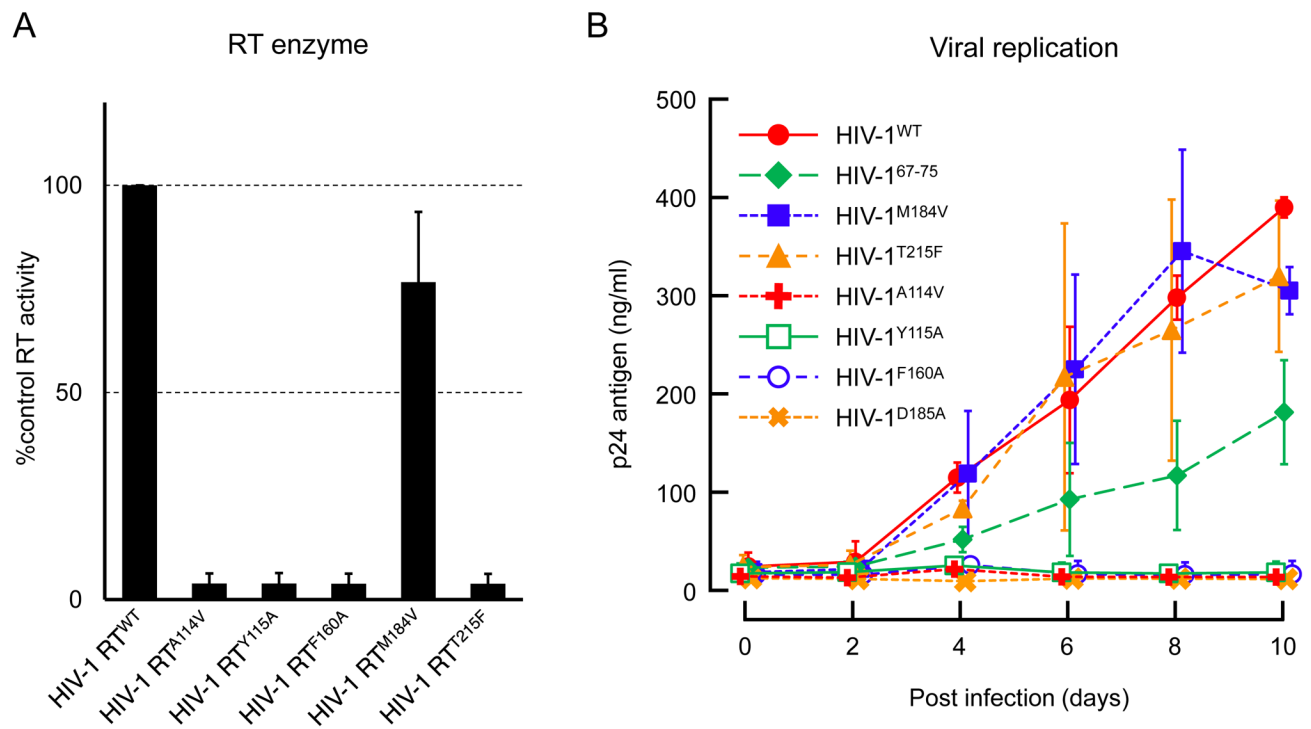 A
RT enzyme
%control RT activity
100
50
0
HIV-1 RTᵂᵀ
HIV-1 RTᴬ¹¹⁴ⱽ
HIV-1 RTʸ¹¹⁵ᴬ
HIV-1 RTF¹⁶⁰ᴬ
HIV-1 RTᴹ¹⁸⁴ⱽ
HIV-1 RTᵀ²¹⁵F
B
Viral replication
p24 antigen (ng/ml)
500
400
300
200
100
0
HIV-1ᵂᵀ
HIV-1⁶⁷⁻⁷⁵
HIV-1ᴹ¹⁸⁴ⱽ
HIV-1ᵀ²¹⁵F
HIV-1ᴬ¹¹⁴ⱽ
HIV-1Y¹¹⁵ᴬ
HIV-1F¹⁶⁰ᴬ
HIV-1ᴰ¹⁸⁵ᴬ
0 2 4 6 8 10
Post infection (days)